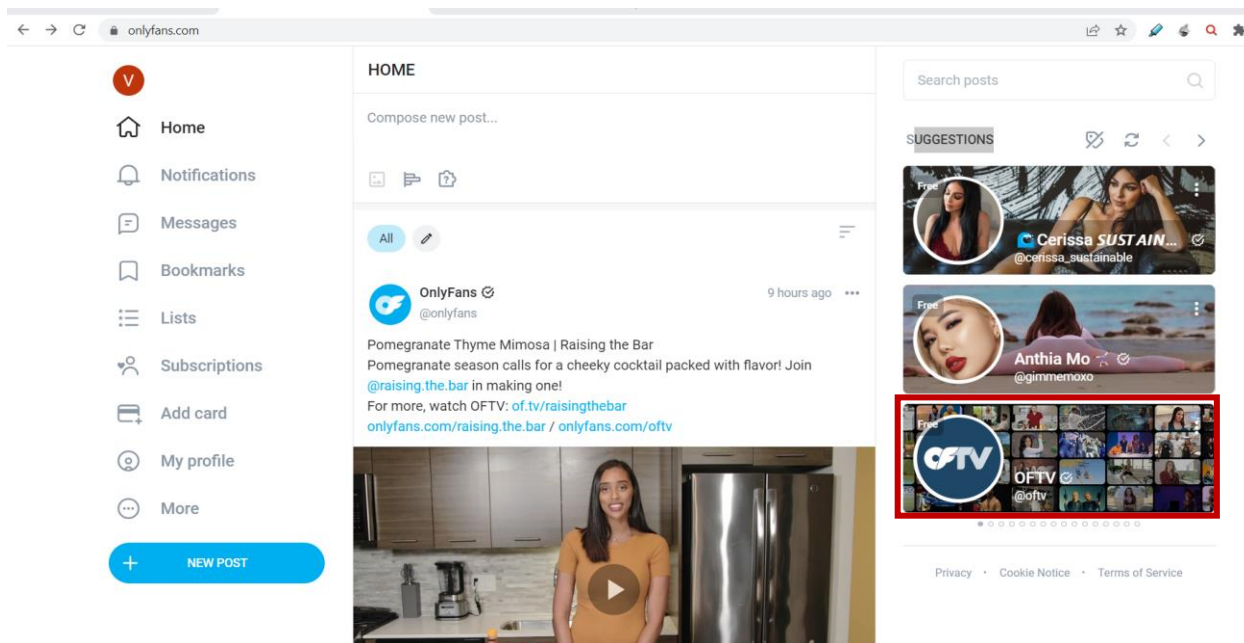 onlyfans.com
V
Home
Notifications
Messages
Bookmarks
Lists
Subscriptions
Add card
My profile
More
NEW POST
HOME
Compose new post...
All
OnlyFans
@onlyfans
9 hours ago
Pomegranate Thyme Mimosa | Raising the Bar
Pomegranate season calls for a cheeky cocktail packed with flavor! Join
@raising.the.bar in making one!
For more, watch OFTV: of.tv/raisingthebar
onlyfans.com/raising.the.bar / onlyfans.com/oftv
Search posts
SUGGESTIONS
Free
Cerissa SUSTAIN...
@cerissa_sustainable
Free
Anthia Mo
@gimmemoxo
Free
OFTV
OFTV
@oftv
Privacy · Cookie Notice · Terms of Service